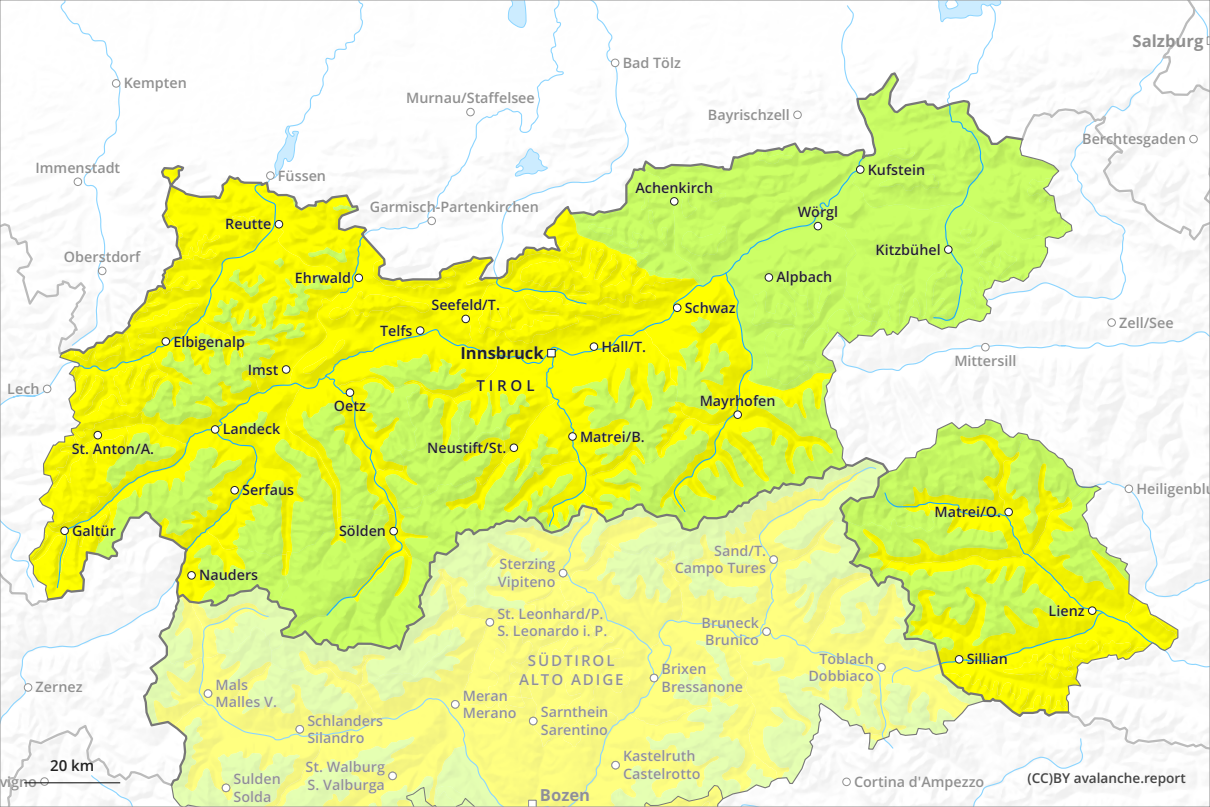 Salzburg
Bad Tölz
Kempten
Murnau/Staffelsee
Bayrischzell
Berchtesgaden
Immenstadt
Füssen
Kufstein
Achenkirch
Garmisch-Partenkirchen
Wörgl
Reutte
Kitzbühel
Oberstdorf
Ehrwald
Alpbach
Seefeld/T.
Schwaz
Zell/See
Telfs
Elbigenalp
Innsbruck
Hall/T.
Mittersill
Imst
TIROL
Lech
Oetz
Mayrhofen
Landeck
Matrei/B.
St. Anton/A.
Neustift/St.
Serfaus
Heiligenblu
Matrei/O.
Galtür
Sölden
Sand/T.
Campo Tures
Sterzing
Vipiteno
Nauders
Lienz
St. Leonhard/P.
S. Leonardo i. P.
Bruneck
Brunico
SÜDTIROL
ALTO ADIGE
Toblach
Dobbiaco
Sillian
Brixen
Bressanone
Zernez
Mals
Malles V.
Meran
Merano
Sarnthein
Sarentino
Schlanders
Silandro
Kastelruth
Castelrotto
St. Walburg
S. Valburga
20 km
vigno
Sulden
Solda
Cortina d'Ampezzo
(CC)BY avalanche.report
Bozen